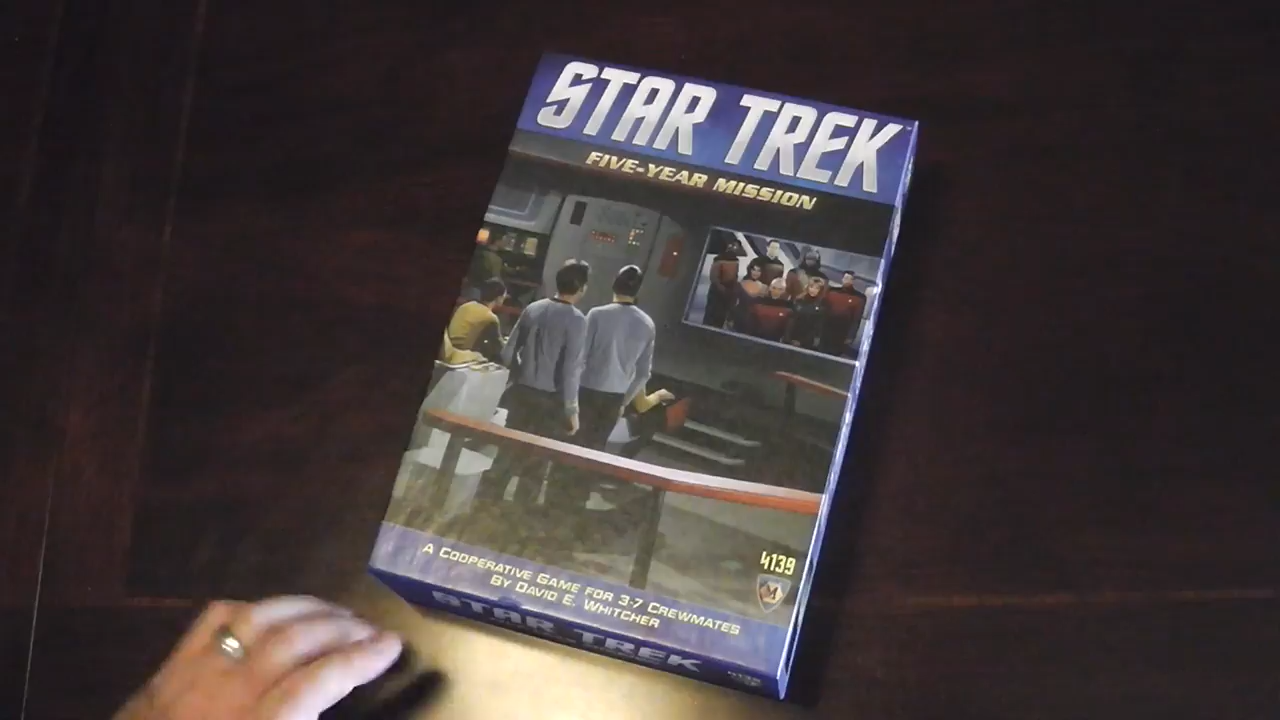 STAR TREK
FIVE-YEAR MISSION
4139
A COOPERATIVE GAME FOR 3-7 CREWMATES
BY DAVID E. WHITCHER
STAR TREK